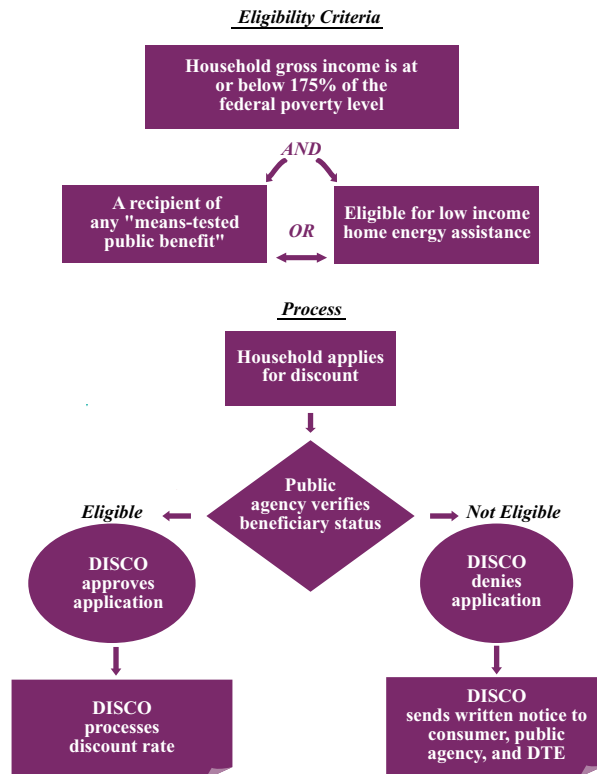 Eligibility Criteria
Household gross income is at
or below 175% of the
federal poverty level
AND
A recipient of
any "means-tested
public benefit"
OR
Eligible for low income
home energy assistance
Process
Household applies
for discount
Public
agency verifies
beneficiary status
Eligible
Not Eligible
DISCO
approves
application
DISCO
denies
application
DISCO
processes
discount rate
DISCO
sends written notice to
consumer, public
agency, and DTE